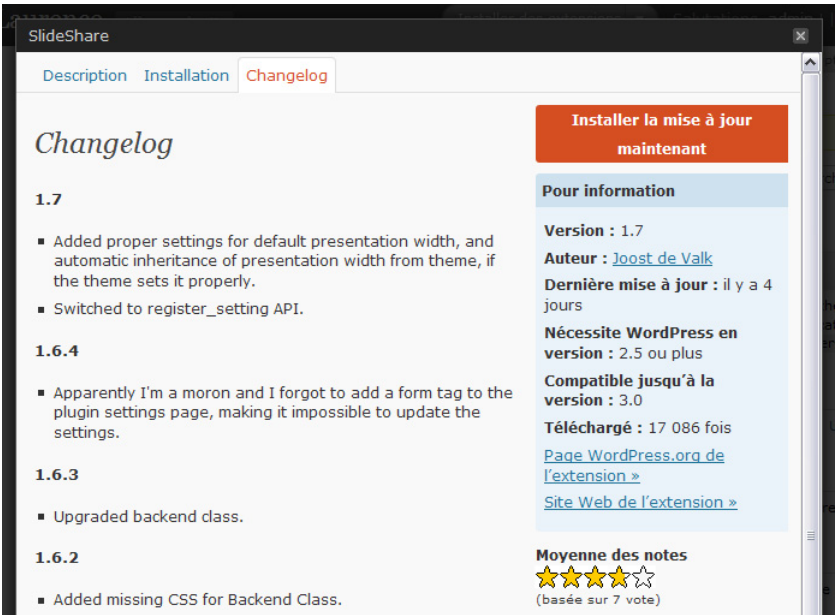 SlideShare
Description Installation Changelog
Changelog
1.7
Added proper settings for default presentation width, and
automatic inheritance of presentation width from theme, if
the theme sets it properly.
Switched to register_setting API.
1.6.4
Apparently I'm a moron and I forgot to add a form tag to the
plugin settings page, making it impossible to update the
settings.
1.6.3
Upgraded backend class.
1.6.2
Added missing CSS for Backend Class.
Installer la mise à jour
maintenant
Pour information
Version : 1.7
Auteur : Joost de Valk
Dernière mise à jour : il y a 4
jours
Nécessite WordPress en
version : 2.5 ou plus
Compatible jusqu'à la
version : 3.0
Téléchargé : 17 086 fois
Page WordPress.org de
l'extension »
Site Web de l'extension »
Moyenne des notes
(basée sur 7 vote)